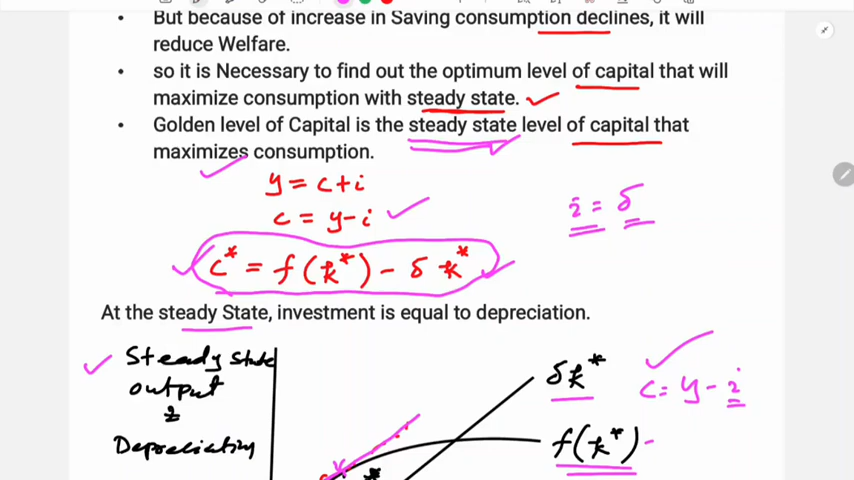 But because of increase in Saving consumption declines, it will
reduce Welfare.
so it is Necessary to find out the optimum level of capital that will
maximize consumption with steady state.
Golden level of Capital is the steady state level of capital that
maximizes consumption.
y = c + i
c = y - i
i = δ
c* = f(k*) - δ k*
At the steady State, investment is equal to depreciation.
Steady state
output
&
Depreciation
δk*
c = y - i
f(k*)